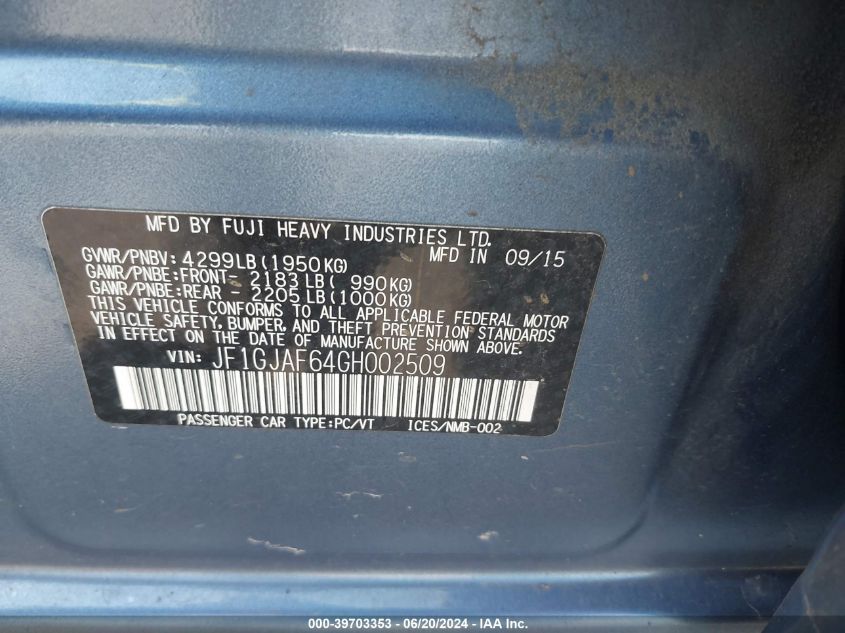 MFD BY FUJI HEAVY INDUSTRIES LTD.
GVWR/PNBV: 4299LB (1950KG) MFD IN 09/15
GAWR/PNBE:FRONT- 2183 LB ( 990KG)
GAWR/PNBE:REAR - 2205 LB (1000KG)
THIS VEHICLE CONFORMS TO ALL APPLICABLE FEDERAL MOTOR
VEHICLE SAFETY, BUMPER, AND THEFT PREVENTION STANDARDS
IN EFFECT ON THE DATE OF MANUFACTURE SHOWN ABOVE.
VIN: JF1GJAF64GH002509
PASSENGER CAR TYPE:PC/VT ICES/NMB-002
000-39703353 - 06/20/2024 - IAA Inc.